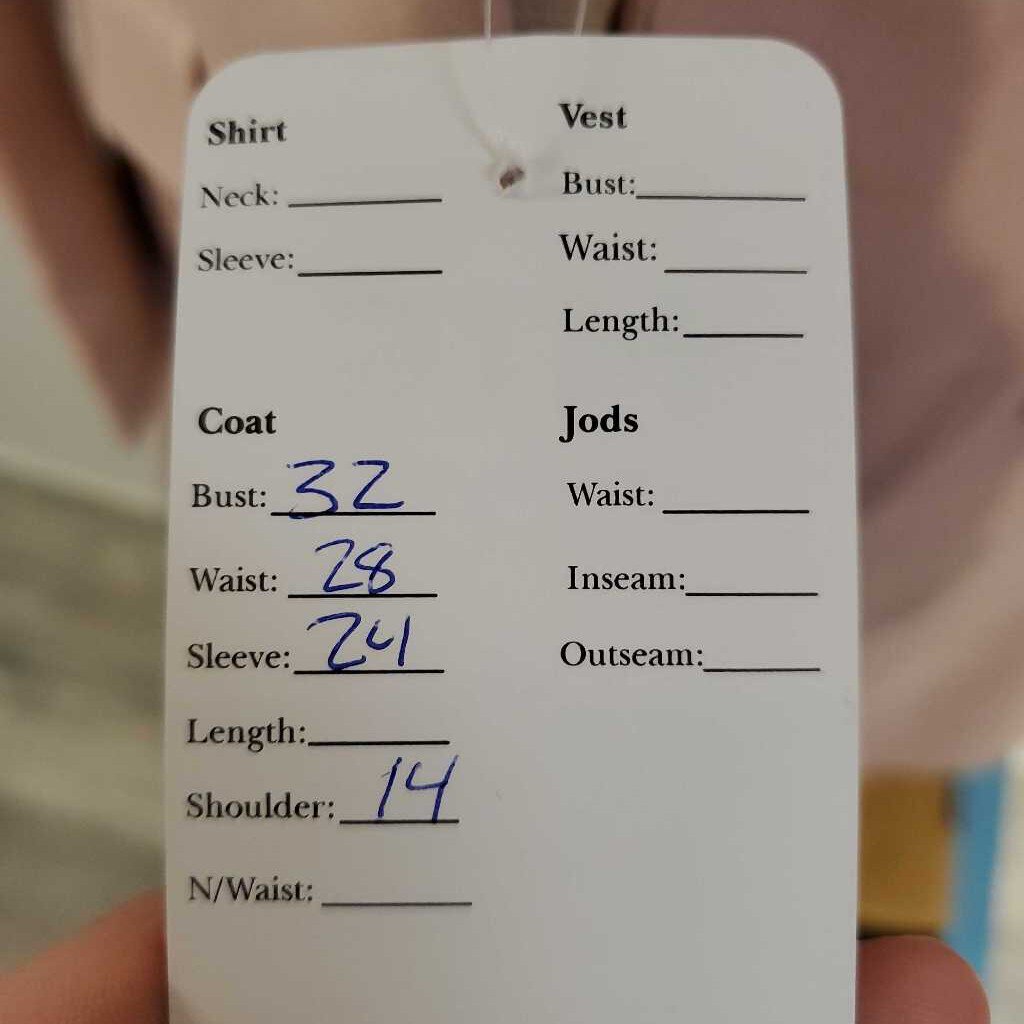 Shirt
Neck:
Sleeve:
Vest
Bust:
Waist:
Length:
Coat
Bust: 32
Waist: 28
Sleeve: 24
Length:
Shoulder: 14
N/Waist:
Jods
Waist:
Inseam:
Outseam: